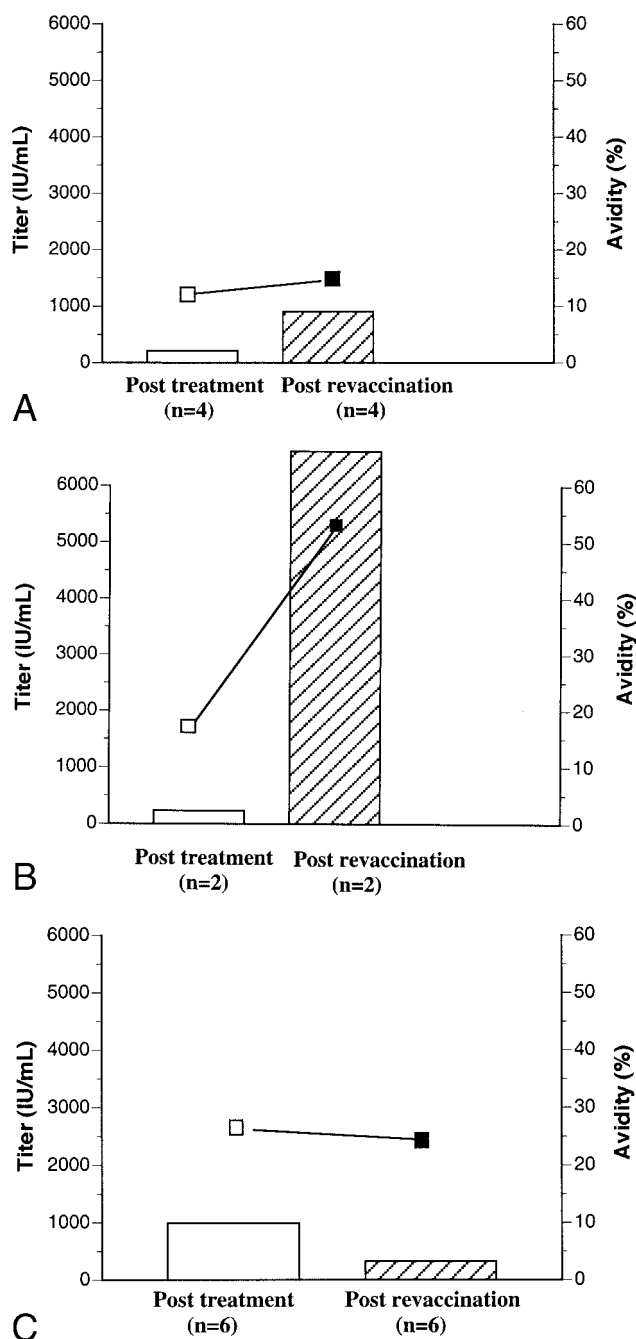 6000
5000
4000
3000
2000
1000
0
Titer (IU/mL)
60
50
40
30
20
10
0
Avidity (%)
Post treatment Post revaccination
(n=4) (n=4)
A
6000
5000
4000
3000
2000
1000
0
Titer (IU/mL)
60
50
40
30
20
10
0
Avidity (%)
Post treatment Post revaccination
(n=2) (n=2)
B
6000
5000
4000
3000
2000
1000
0
Titer (IU/mL)
60
50
40
30
20
10
0
Avidity (%)
Post treatment Post revaccination
(n=6) (n=6)
C